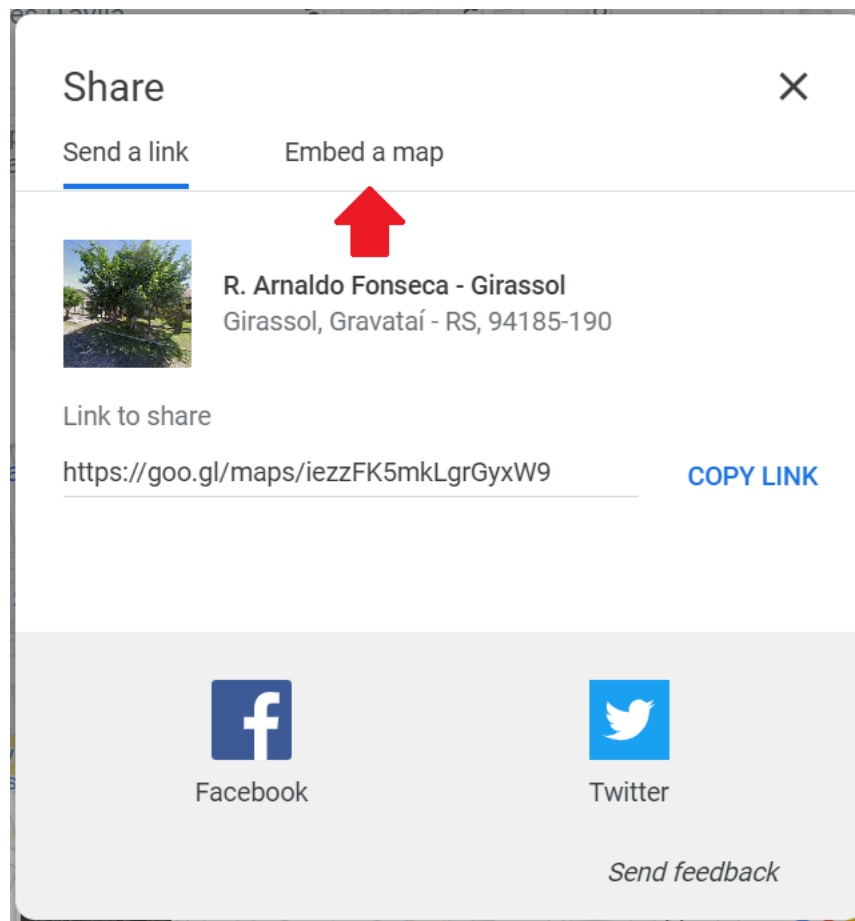 Share
Send a link
Embed a map
R. Arnaldo Fonseca - Girassol
Girassol, Gravataí - RS, 94185-190
Link to share
https://goo.gl/maps/iezzFK5mkLgrGyxW9
COPY LINK
Facebook
Twitter
Send feedback